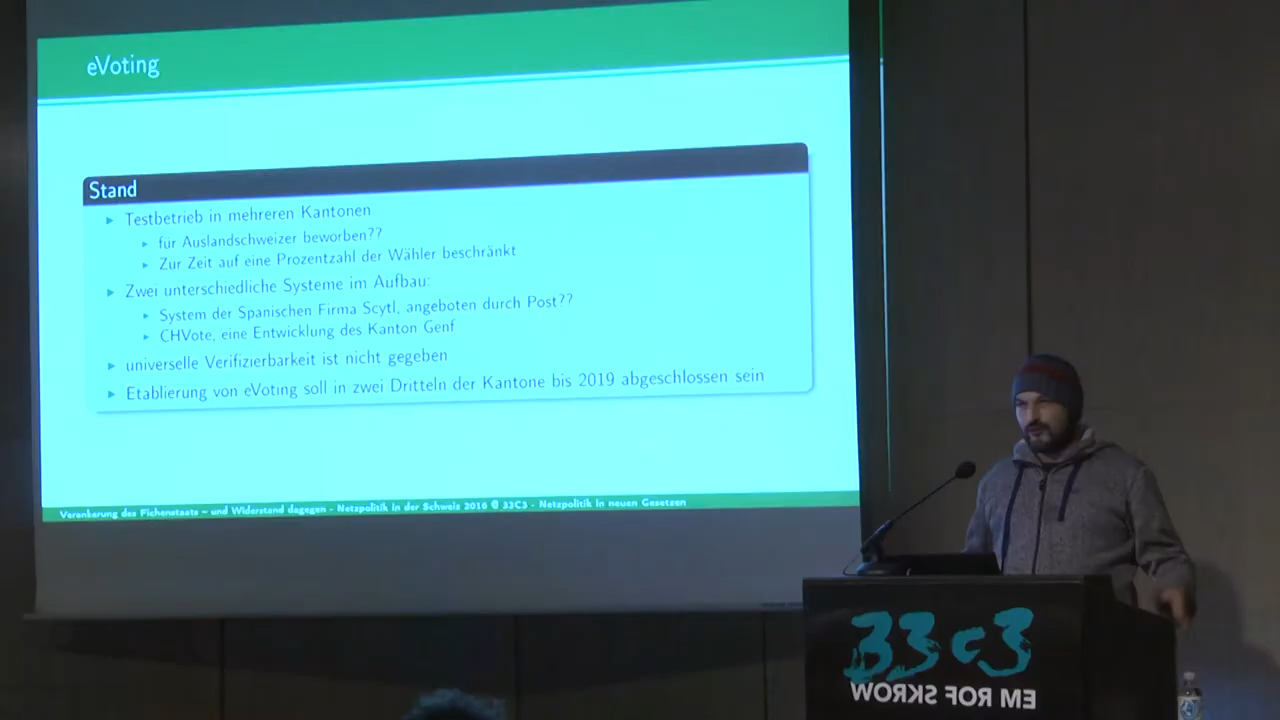 eVoting
Stand
Testbetrieb in mehreren Kantonen
für Auslandschweizer beworben??
Zur Zeit auf eine Prozentzahl der Wähler beschränkt
Zwei unterschiedliche Systeme im Aufbau:
System der Spanischen Firma Scytl, angeboten durch Post??
CHVote, eine Entwicklung des Kanton Genf
universelle Verifizierbarkeit ist nicht gegeben
Etablierung von eVoting soll in zwei Dritteln der Kantone bis 2019 abgeschlossen sein
Verankerung des Fichenstaats – und Widerstand dagegen - Netzpolitik in der Schweiz 2016 @ 33C3 - Netzpolitik in neuen Gesetzen
33c3
WORKS FOR ME